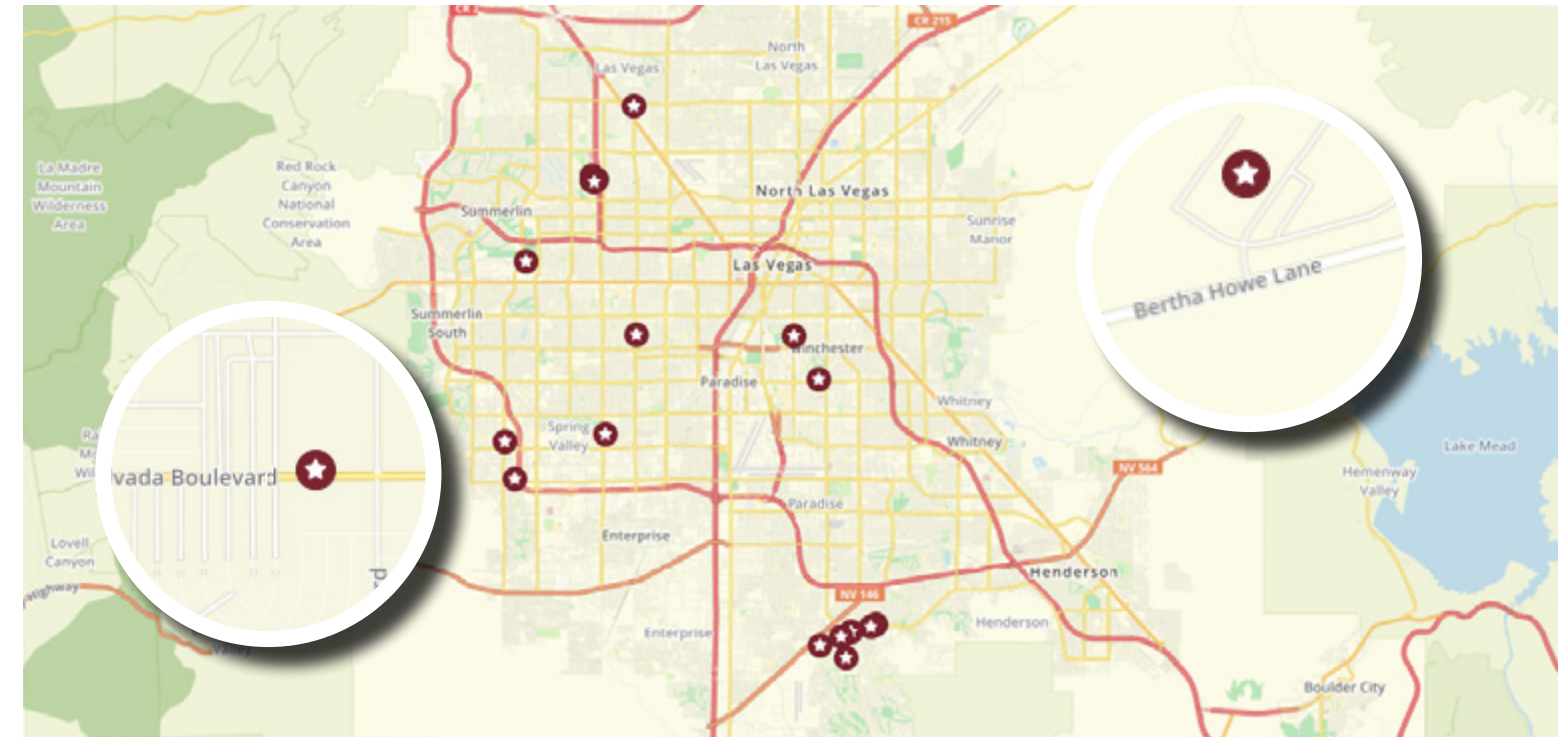 CR 215
North
Las Vegas
Las Vegas
La Madre
Mountain
Wilderness
Area
Red Rock
Canyon
National
Conservation
Area
North Las Vegas
Summerlin
Sunrise
Manor
Las Vegas
Bertha Howe Lane
Summerlin
South
Winchester
Paradise
Whitney
Spring
Valley
Whitney
Lake Mead
NV 564
Hemenway
Valley
vada Boulevard
Paradise
Enterprise
Lovell
Canyon
Henderson
Highway
NV 146
Henderson
Enterprise
Valley
Boulder City